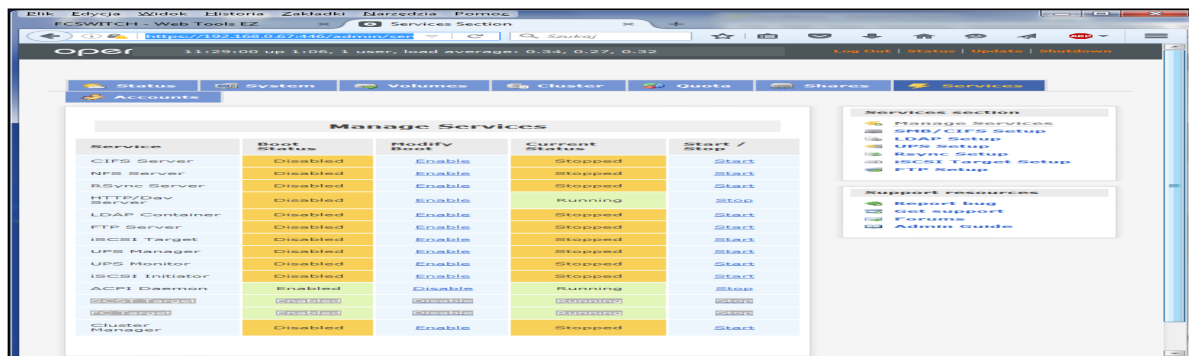 Plik Edycja Widok Historia Zakładki Narzędzia Pomoc
FCSWITCH - Web Tools EZ
Services Section
https://192.168.0.67:446/admin/ser
Szukaj
oper
11:29:00 up 1:06, 1 user, load average: 0.34, 0.27, 0.32
Log Out | Status | Update | Shutdown
Status System Volumes Cluster Quota Shares Services
Accounts
Manage Services
Service Boot Status Modify Boot Current Status Start / Stop
CIFS Server Disabled Enable Stopped Start
NFS Server Disabled Enable Stopped Start
RSync Server Disabled Enable Stopped Start
HTTP/Dav Server Disabled Enable Running Stop
LDAP Container Disabled Enable Stopped Start
FTP Server Disabled Enable Stopped Start
iSCSI Target Disabled Enable Stopped Start
UPS Manager Disabled Enable Stopped Start
UPS Monitor Disabled Enable Stopped Start
iSCSI Initiator Disabled Enable Stopped Start
ACPI Daemon Enabled Disable Running Stop
Cluster Manager Disabled Enable Stopped Start
Services section
Manage Services
SMB/CIFS Setup
LDAP Setup
UPS Setup
Rsync Setup
iSCSI Target Setup
FTP Setup
Support resources
Report bug
Get support
Forums
Admin Guide